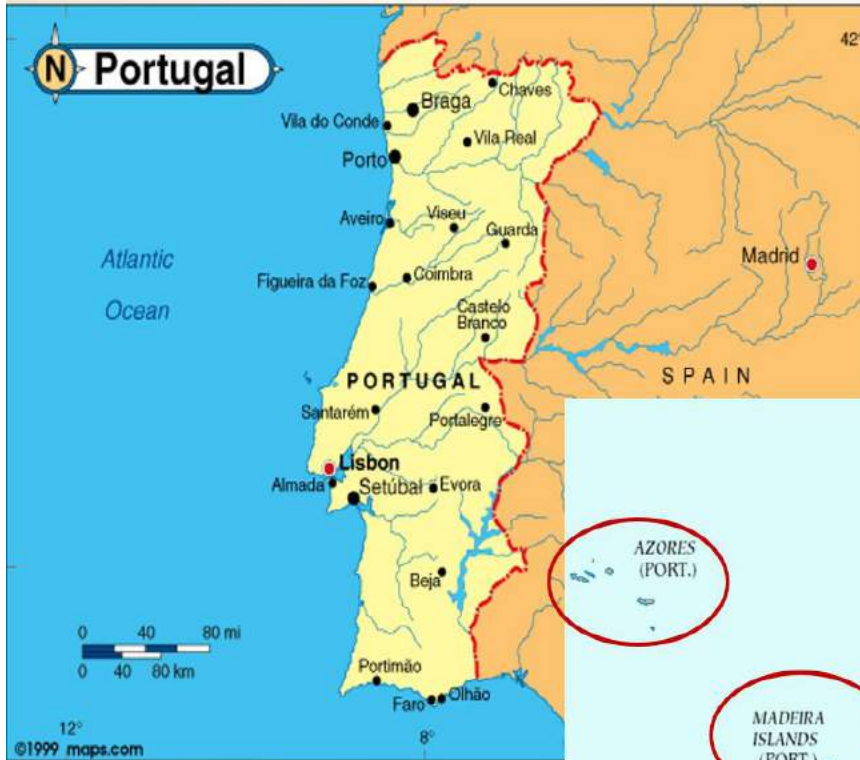 42°
N Portugal
Chaves
Braga
Vila do Conde
Vila Real
Porto
Aveiro
Viseu
Guarda
Madrid
Atlantic
Ocean
Coimbra
Figueira da Foz
Castelo
Branco
PORTUGAL
SPAIN
Santarém
Portalegre
Lisbon
Almada
Setúbal
Evora
AZORES
(PORT.)
Beja
0 40 80 mi
0 40 80 km
Portimão
Faro
Olhão
MADEIRA
ISLANDS
(PORT.)
12°
8°
©1999 maps.com